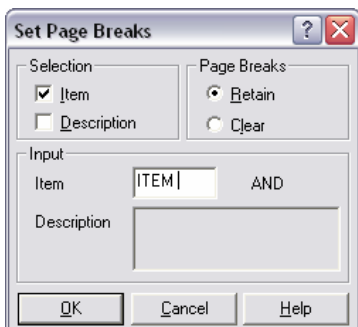 Set Page Breaks
Selection
Item
Description
Page Breaks
Retain
Clear
Input
Item ITEM AND
Description
OK Cancel Help